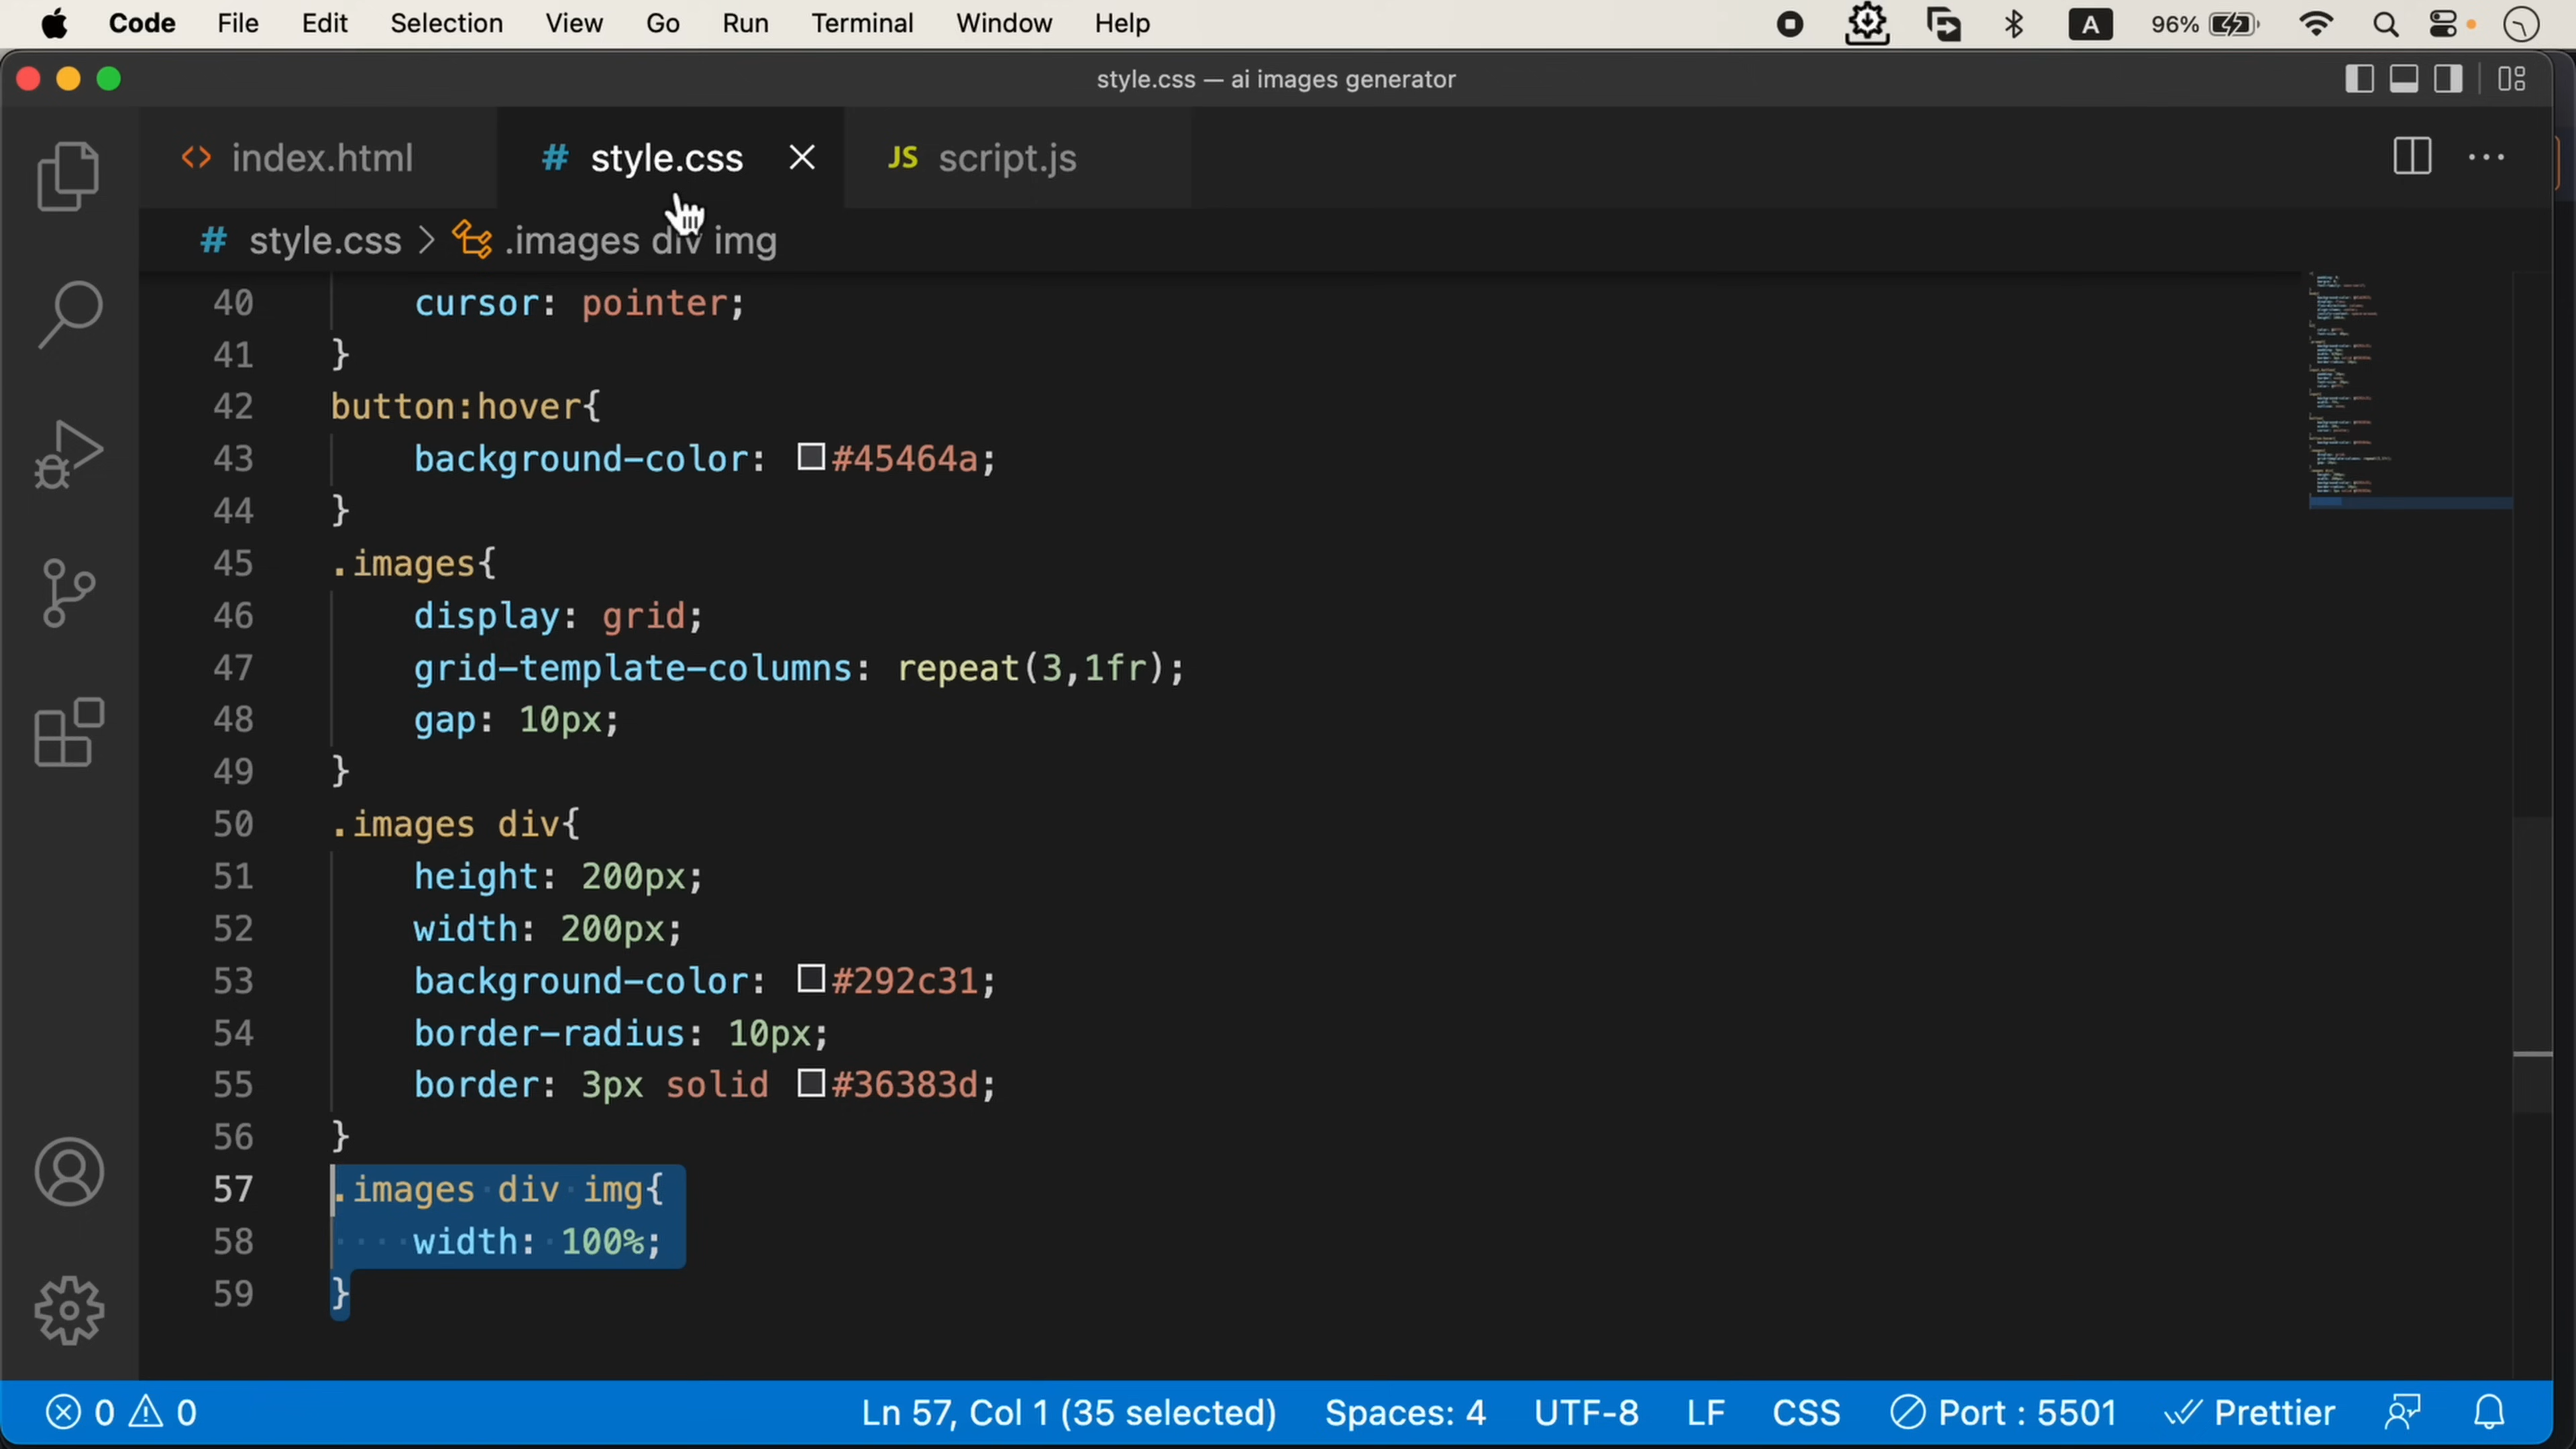 Code File Edit Selection View Go Run Terminal Window Help A 96%
style.css — ai images generator
<> index.html # style.css JS script.js
# style.css > .images div img
40 cursor: pointer;
41 }
42 button:hover{
43 background-color: #45464a;
44 }
45 .images{
46 display: grid;
47 grid-template-columns: repeat(3,1fr);
48 gap: 10px;
49 }
50 .images div{
51 height: 200px;
52 width: 200px;
53 background-color: #292c31;
54 border-radius: 10px;
55 border: 3px solid #36383d;
56 }
57 .images div img{
58 width: 100%;
59 }
0 0 Ln 57, Col 1 (35 selected) Spaces: 4 UTF-8 LF CSS Port : 5501 Prettier